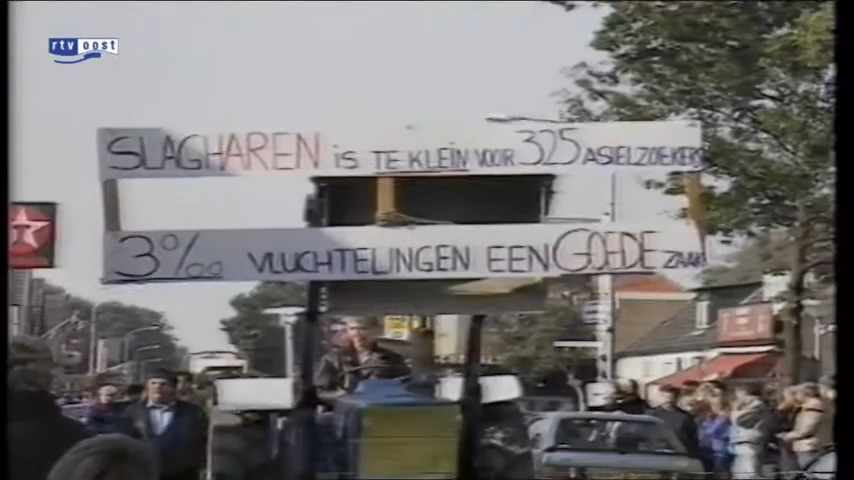 rtv oost
SLAGHAREN is TE KLEIN VOOR 325 ASIELZOEKERS
3‰ VLUCHTELINGEN EEN GOEDE ZAAK